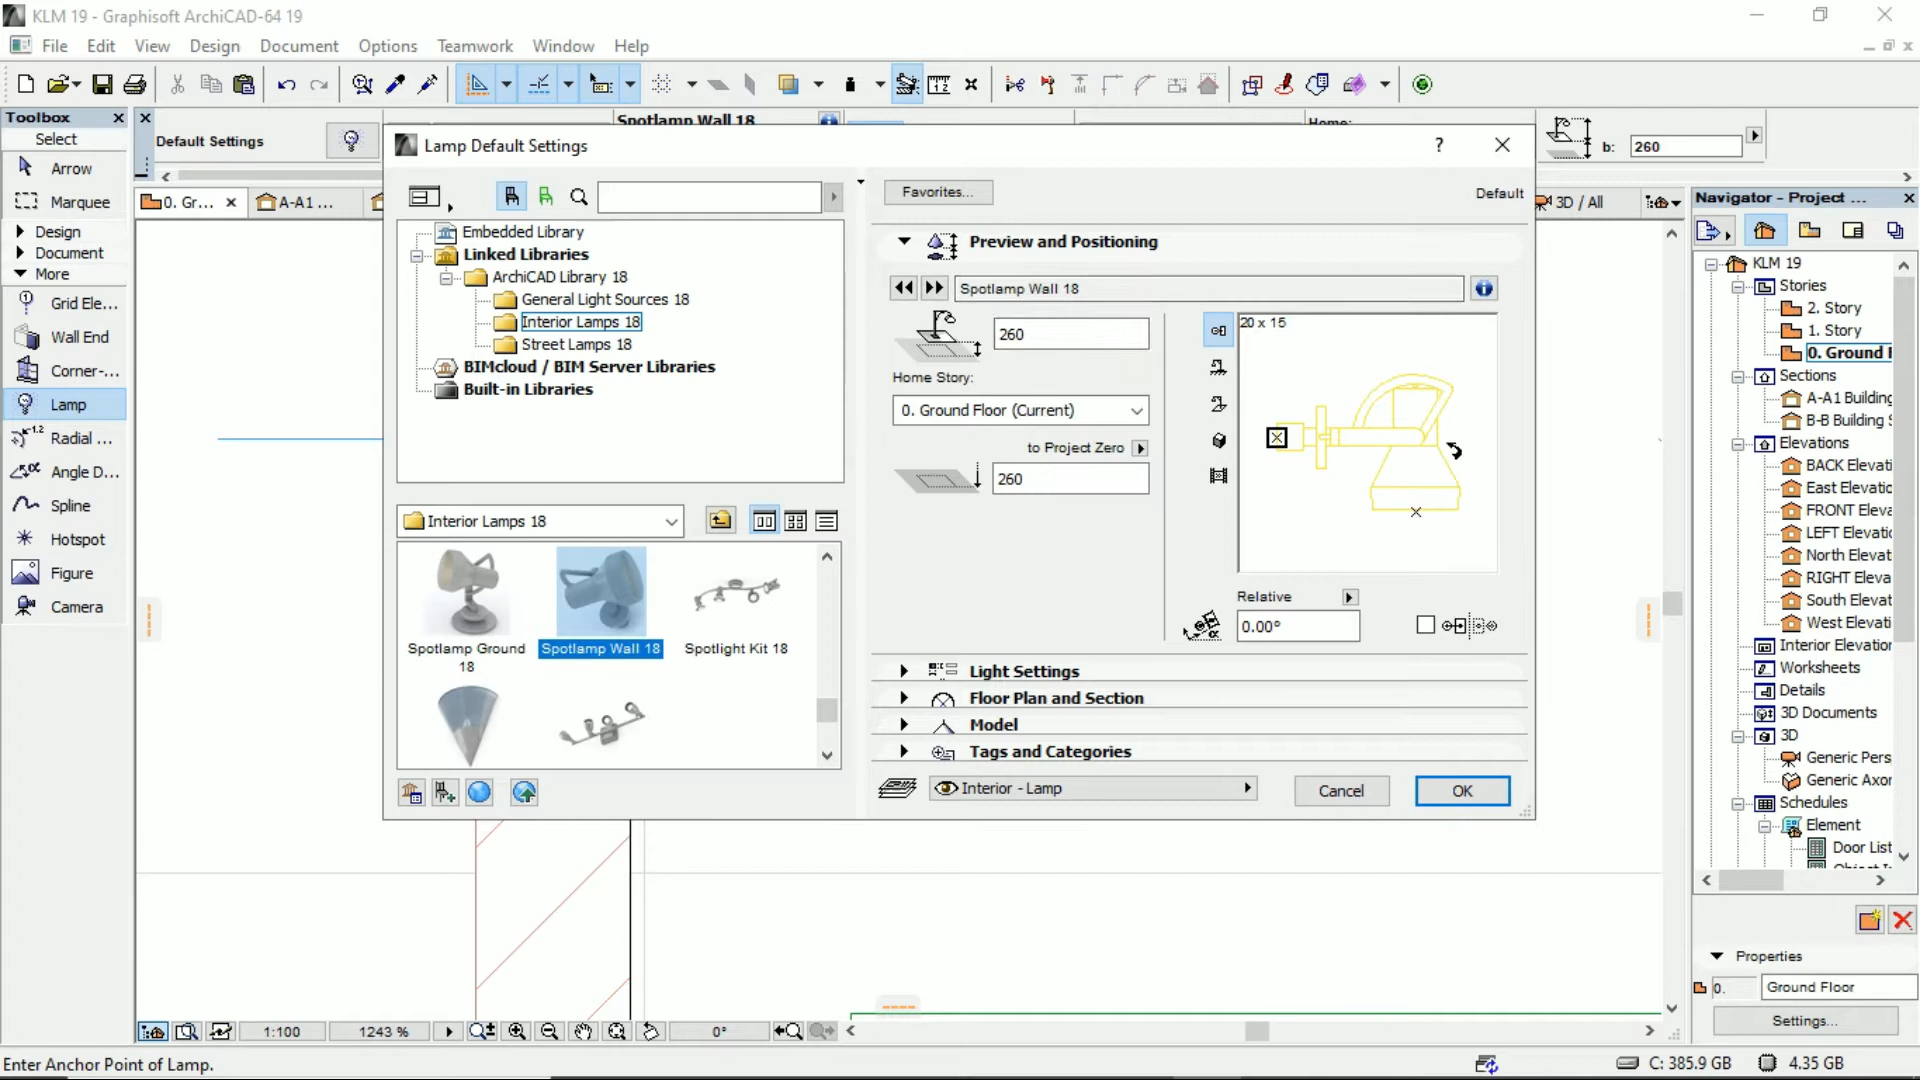 KLM 19 - Graphisoft ArchiCAD-64 19
File Edit View Design Document Options Teamwork Window Help
Toolbox
Select
Arrow
Marquee
Design
Document
More
Grid Ele...
Wall End
Corner-...
Lamp
Radial ...
Angle D...
Spline
Hotspot
Figure
Camera
Default Settings
Spotlamp Wall 18
Home:
b: 260
0. Gr...
A-A1 ...
3D / All
Lamp Default Settings
?
Embedded Library
Linked Libraries
ArchiCAD Library 18
General Light Sources 18
Interior Lamps 18
Street Lamps 18
BIMcloud / BIM Server Libraries
Built-in Libraries
Interior Lamps 18
Spotlamp Ground 18
Spotlamp Wall 18
Spotlight Kit 18
Favorites...
Default
Preview and Positioning
Spotlamp Wall 18
260
Home Story:
0. Ground Floor (Current)
to Project Zero
260
20 x 15
Relative
0.00°
Light Settings
Floor Plan and Section
Model
Tags and Categories
Interior - Lamp
Cancel
OK
Navigator - Project ...
KLM 19
Stories
2. Story
1. Story
0. Ground F
Sections
A-A1 Building
B-B Building S
Elevations
BACK Elevati
East Elevatio
FRONT Eleva
LEFT Elevatio
North Elevat
RIGHT Eleva
South Elevat
West Elevati
Interior Elevation
Worksheets
Details
3D Documents
3D
Generic Pers
Generic Axor
Schedules
Element
Door List
Properties
0. Ground Floor
Settings...
1:100
1243 %
0°
Enter Anchor Point of Lamp.
C: 385.9 GB
4.35 GB